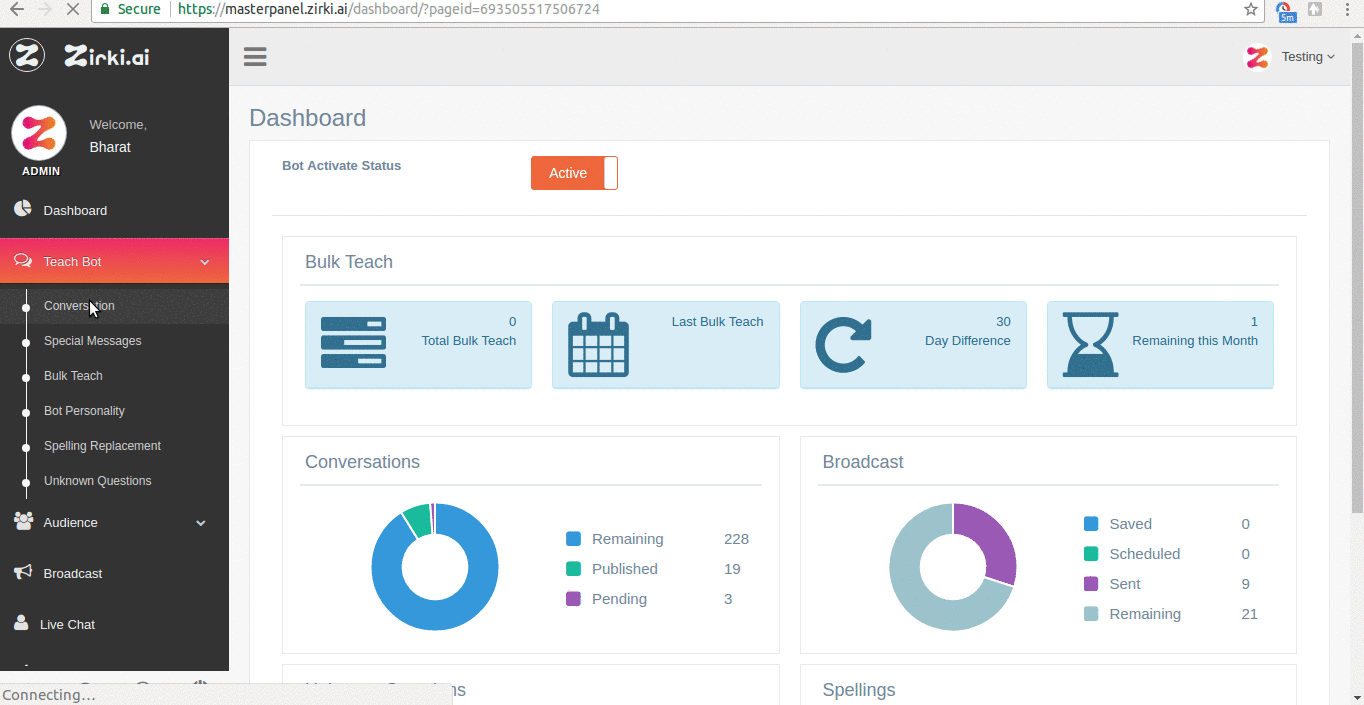 Secure https://masterpanel.zirki.ai/dashboard/?pageid=693505517506724
5m
Zirki.ai
Testing
Welcome,
Bharat
ADMIN
Dashboard
Teach Bot
Conversation
Special Messages
Bulk Teach
Bot Personality
Spelling Replacement
Unknown Questions
Audience
Broadcast
Live Chat
Connecting...
Dashboard
Bot Activate Status
Active
Bulk Teach
0
Total Bulk Teach
Last Bulk Teach
30
Day Difference
1
Remaining this Month
Conversations
Remaining 228
Published 19
Pending 3
Broadcast
Saved 0
Scheduled 0
Sent 9
Remaining 21
Spellings